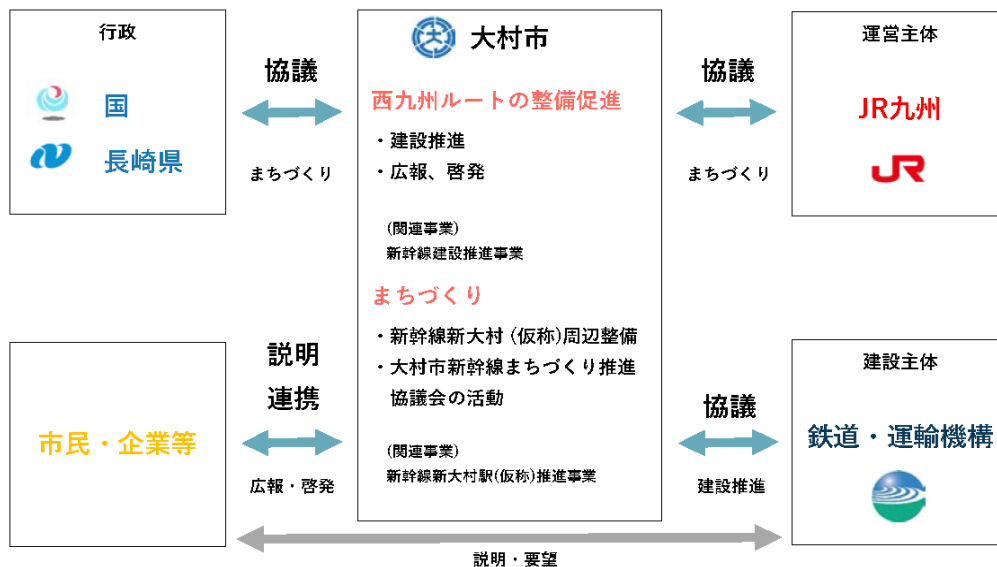 行政
国
長崎県
協議
まちづくり
大村市
西九州ルートの整備促進
・建設推進
・広報、啓発
(関連事業)
新幹線建設推進事業
まちづくり
・新幹線新大村(仮称)周辺整備
・大村市新幹線まちづくり推進
協議会の活動
(関連事業)
新幹線新大村駅(仮称)推進事業
協議
まちづくり
運営主体
JR九州
JR
市民・企業等
説明
連携
広報・啓発
協議
建設推進
建設主体
鉄道・運輸機構
説明・要望